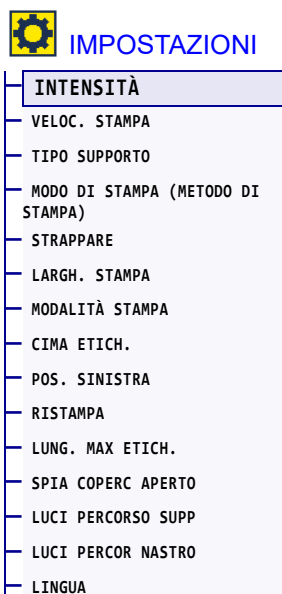 IMPOSTAZIONI
INTENSITÀ
VELOC. STAMPA
TIPO SUPPORTO
MODO DI STAMPA (METODO DI
STAMPA)
STRAPPARE
LARGH. STAMPA
MODALITÀ STAMPA
CIMA ETICH.
POS. SINISTRA
RISTAMPA
LUNG. MAX ETICH.
SPIA COPERC APERTO
LUCI PERCORSO SUPP
LUCI PERCOR NASTRO
LINGUA